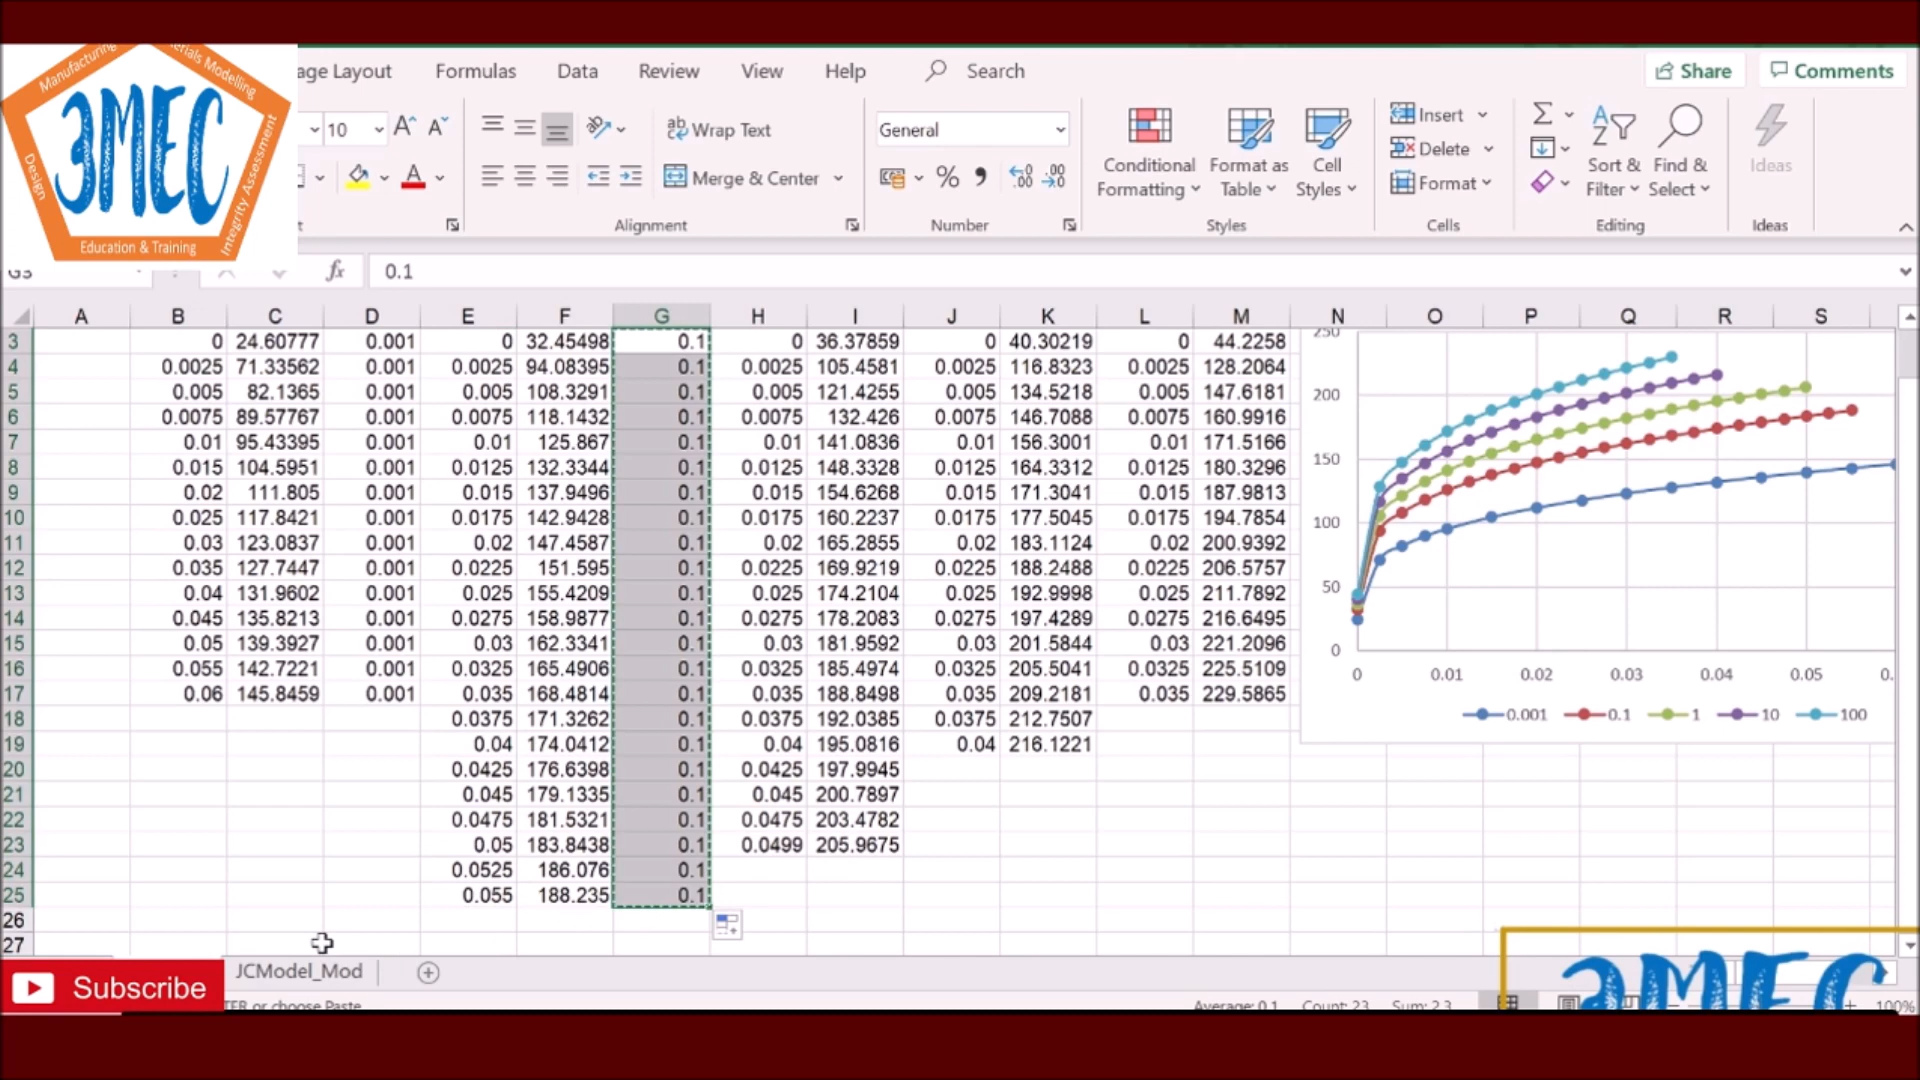 Manufacturing
Materials Modelling
Design
Integrity Assessment
Education & Training
3MEC
age Layout Formulas Data Review View Help Search Share Comments
10 Wrap Text General Insert
Conditional Format as Cell Delete Sort & Find & Ideas
Merge & Center Formatting Table Styles Format Filter Select
Alignment Number Styles Cells Editing Ideas
G3 fx 0.1
A B C D E F G H I J K L M N O P Q R S
3 0 24.60777 0.001 0 32.45498 0.1 0 36.37859 0 40.30219 0 44.2258
4 0.0025 71.33562 0.001 0.0025 94.08395 0.1 0.0025 105.4581 0.0025 116.8323 0.0025 128.2064
5 0.005 82.1365 0.001 0.005 108.3291 0.1 0.005 121.4255 0.005 134.5218 0.005 147.6181
6 0.0075 89.57767 0.001 0.0075 118.1432 0.1 0.0075 132.426 0.0075 146.7088 0.0075 160.9916
7 0.01 95.43395 0.001 0.01 125.867 0.1 0.01 141.0836 0.01 156.3001 0.01 171.5166
8 0.015 104.5951 0.001 0.0125 132.3344 0.1 0.0125 148.3328 0.0125 164.3312 0.0125 180.3296
9 0.02 111.805 0.001 0.015 137.9496 0.1 0.015 154.6268 0.015 171.3041 0.015 187.9813
10 0.025 117.8421 0.001 0.0175 142.9428 0.1 0.0175 160.2237 0.0175 177.5045 0.0175 194.7854
11 0.03 123.0837 0.001 0.02 147.4587 0.1 0.02 165.2855 0.02 183.1124 0.02 200.9392
12 0.035 127.7447 0.001 0.0225 151.595 0.1 0.0225 169.9219 0.0225 188.2488 0.0225 206.5757
13 0.04 131.9602 0.001 0.025 155.4209 0.1 0.025 174.2104 0.025 192.9998 0.025 211.7892
14 0.045 135.8213 0.001 0.0275 158.9877 0.1 0.0275 178.2083 0.0275 197.4289 0.0275 216.6495
15 0.05 139.3927 0.001 0.03 162.3341 0.1 0.03 181.9592 0.03 201.5844 0.03 221.2096
16 0.055 142.7221 0.001 0.0325 165.4906 0.1 0.0325 185.4974 0.0325 205.5041 0.0325 225.5109
17 0.06 145.8459 0.001 0.035 168.4814 0.1 0.035 188.8498 0.035 209.2181 0.035 229.5865
18 0.0375 171.3262 0.1 0.0375 192.0385 0.0375 212.7507
19 0.04 174.0412 0.1 0.04 195.0816 0.04 216.1221
20 0.0425 176.6398 0.1 0.0425 197.9945
21 0.045 179.1335 0.1 0.045 200.7897
22 0.0475 181.5321 0.1 0.0475 203.4782
23 0.05 183.8438 0.1 0.0499 205.9675
24 0.0525 186.076 0.1
25 0.055 188.235 0.1
26
27
250
200
150
100
50
0
0 0.01 0.02 0.03 0.04 0.05 0.
0.001 0.1 1 10 100
Subscribe JCModel_Mod
TER or choose Paste Average: 0.1 Count: 23 Sum: 2.3 100%
3MEC